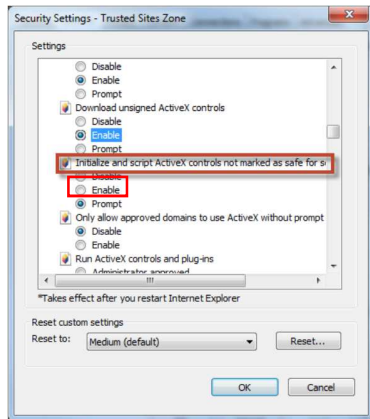 Security Settings - Trusted Sites Zone
Settings
Disable
Enable
Prompt
Download unsigned ActiveX controls
Disable
Enable
Prompt
Initialize and script ActiveX controls not marked as safe for s
Disable
Enable
Prompt
Only allow approved domains to use ActiveX without prompt
Disable
Enable
Run ActiveX controls and plug-ins
Administrator approved
*Takes effect after you restart Internet Explorer
Reset custom settings
Reset to:
Medium (default)
Reset...
OK
Cancel